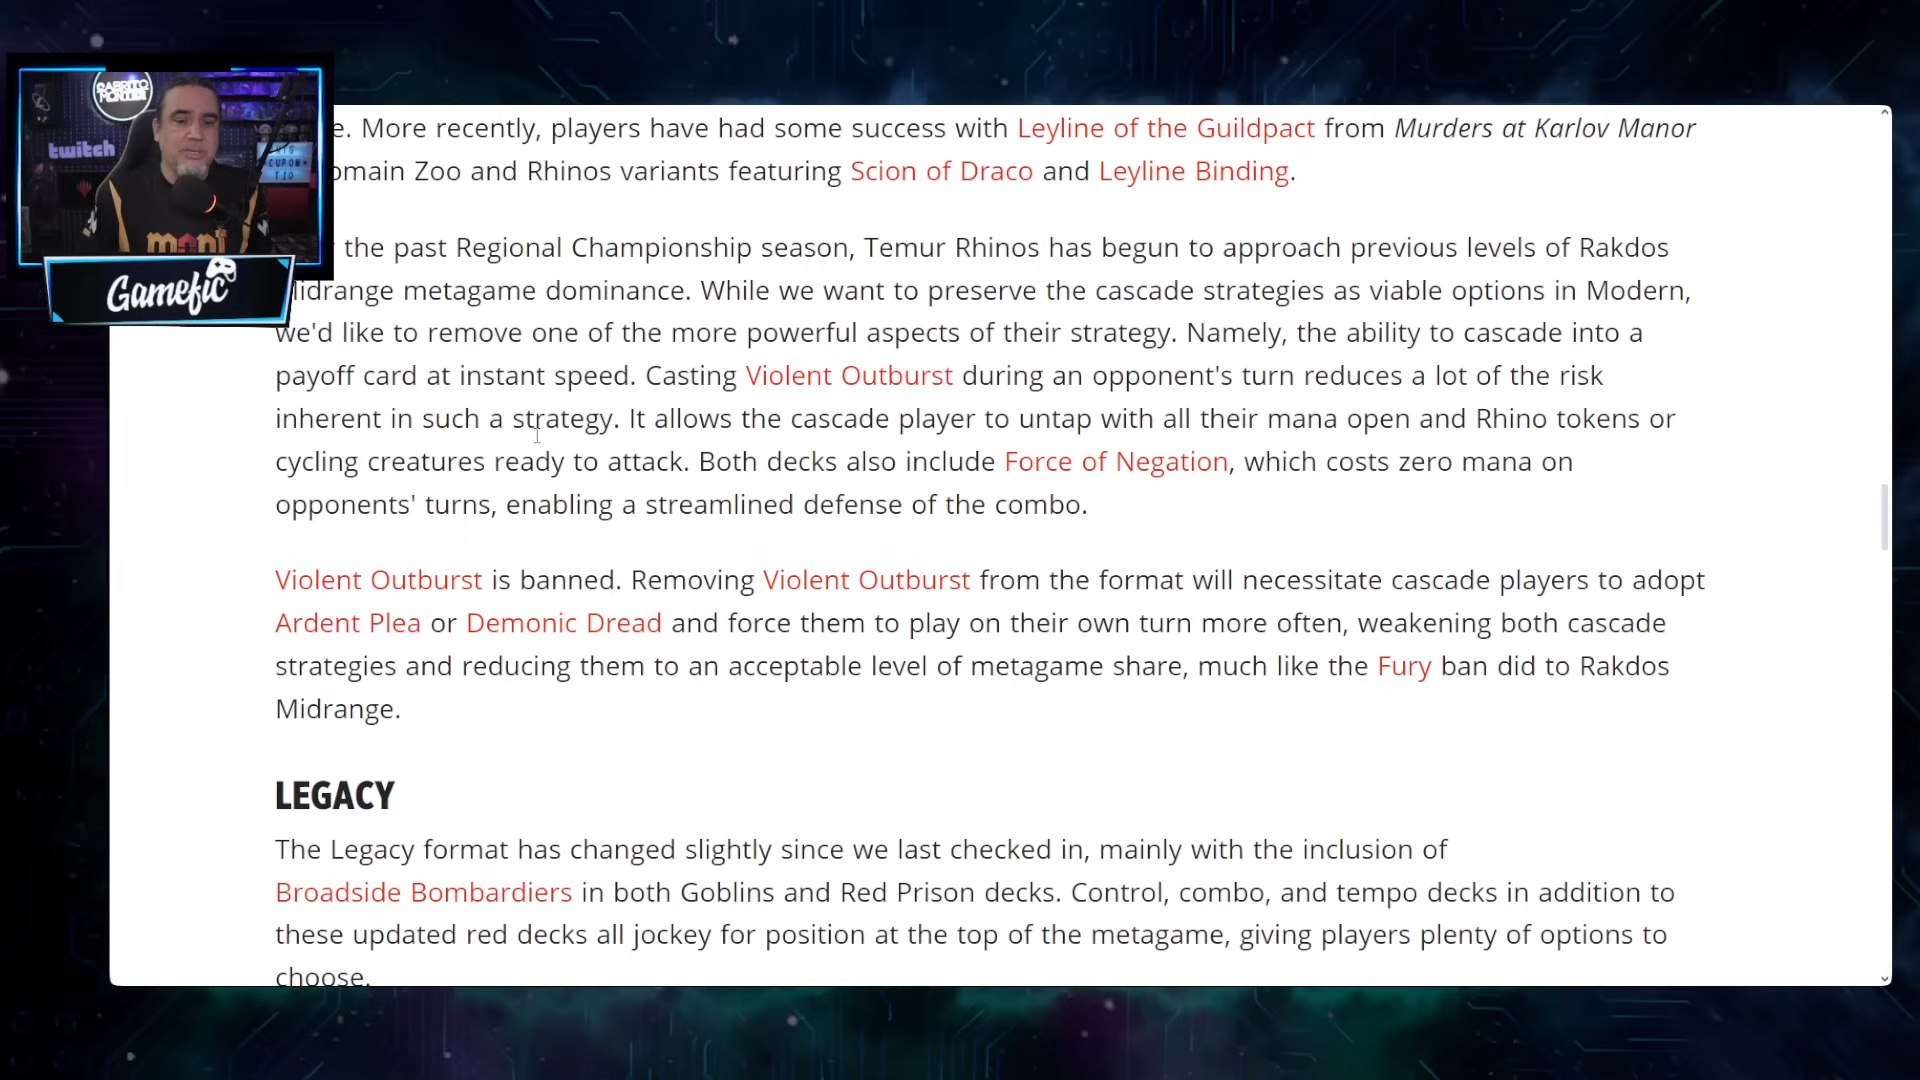 e. More recently, players have had some success with Leyline of the Guildpact from Murders at Karlov Manor
omain Zoo and Rhinos variants featuring Scion of Draco and Leyline Binding.
the past Regional Championship season, Temur Rhinos has begun to approach previous levels of Rakdos
idrange metagame dominance. While we want to preserve the cascade strategies as viable options in Modern,
we'd like to remove one of the more powerful aspects of their strategy. Namely, the ability to cascade into a
payoff card at instant speed. Casting Violent Outburst during an opponent's turn reduces a lot of the risk
inherent in such a strategy. It allows the cascade player to untap with all their mana open and Rhino tokens or
cycling creatures ready to attack. Both decks also include Force of Negation, which costs zero mana on
opponents' turns, enabling a streamlined defense of the combo.
Violent Outburst is banned. Removing Violent Outburst from the format will necessitate cascade players to adopt
Ardent Plea or Demonic Dread and force them to play on their own turn more often, weakening both cascade
strategies and reducing them to an acceptable level of metagame share, much like the Fury ban did to Rakdos
Midrange.
LEGACY
The Legacy format has changed slightly since we last checked in, mainly with the inclusion of
Broadside Bombardiers in both Goblins and Red Prison decks. Control, combo, and tempo decks in addition to
these updated red decks all jockey for position at the top of the metagame, giving players plenty of options to
choose.
twitch
CUPOM
Gamefic